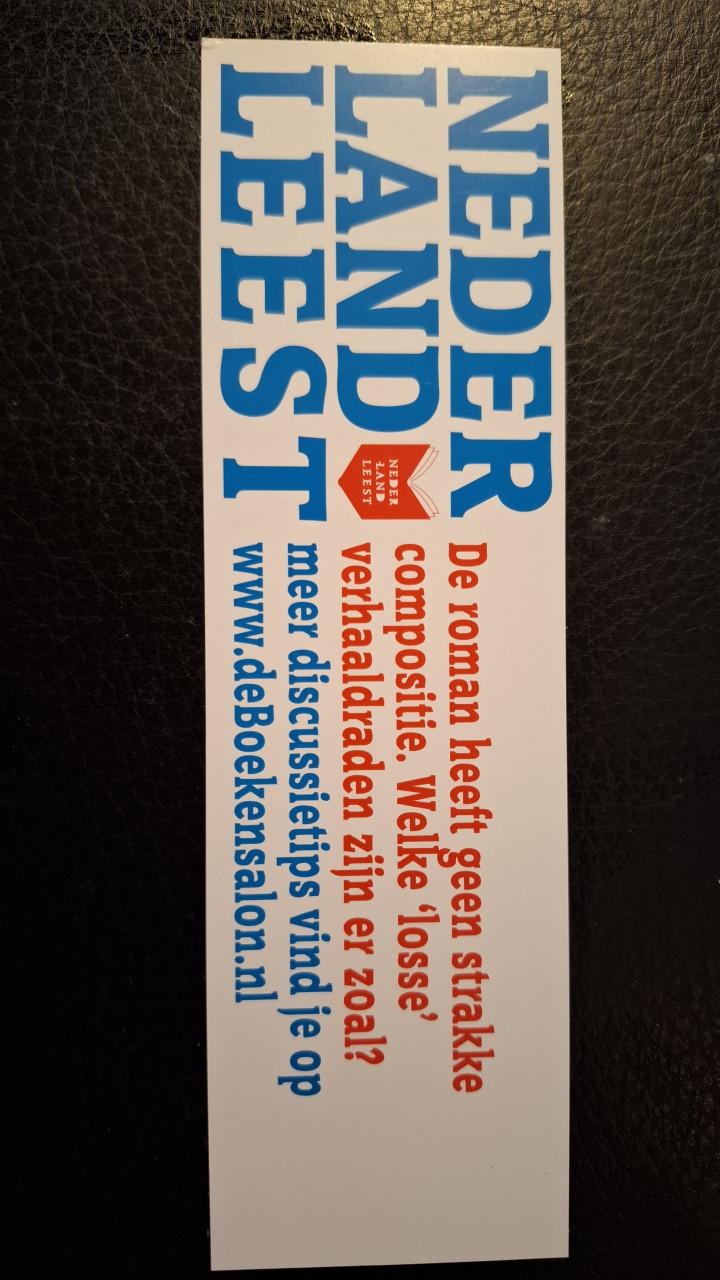 NEDER
LAND
LEEST
NEDER
-LAND
LEEST
De roman heeft geen strakke
compositie. Welke ‘losse’
verhaaldraden zijn er zoal?
meer discussietips vind je op
www.deBoekensalon.nl